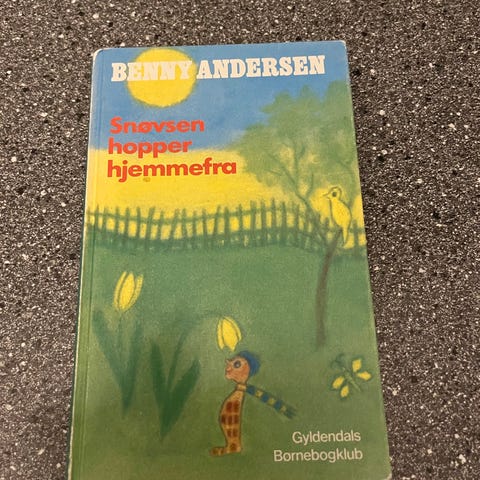 BENNY ANDERSEN
Snøvsen
hopper
hjemmefra
Gyldendals
Børnebogklub